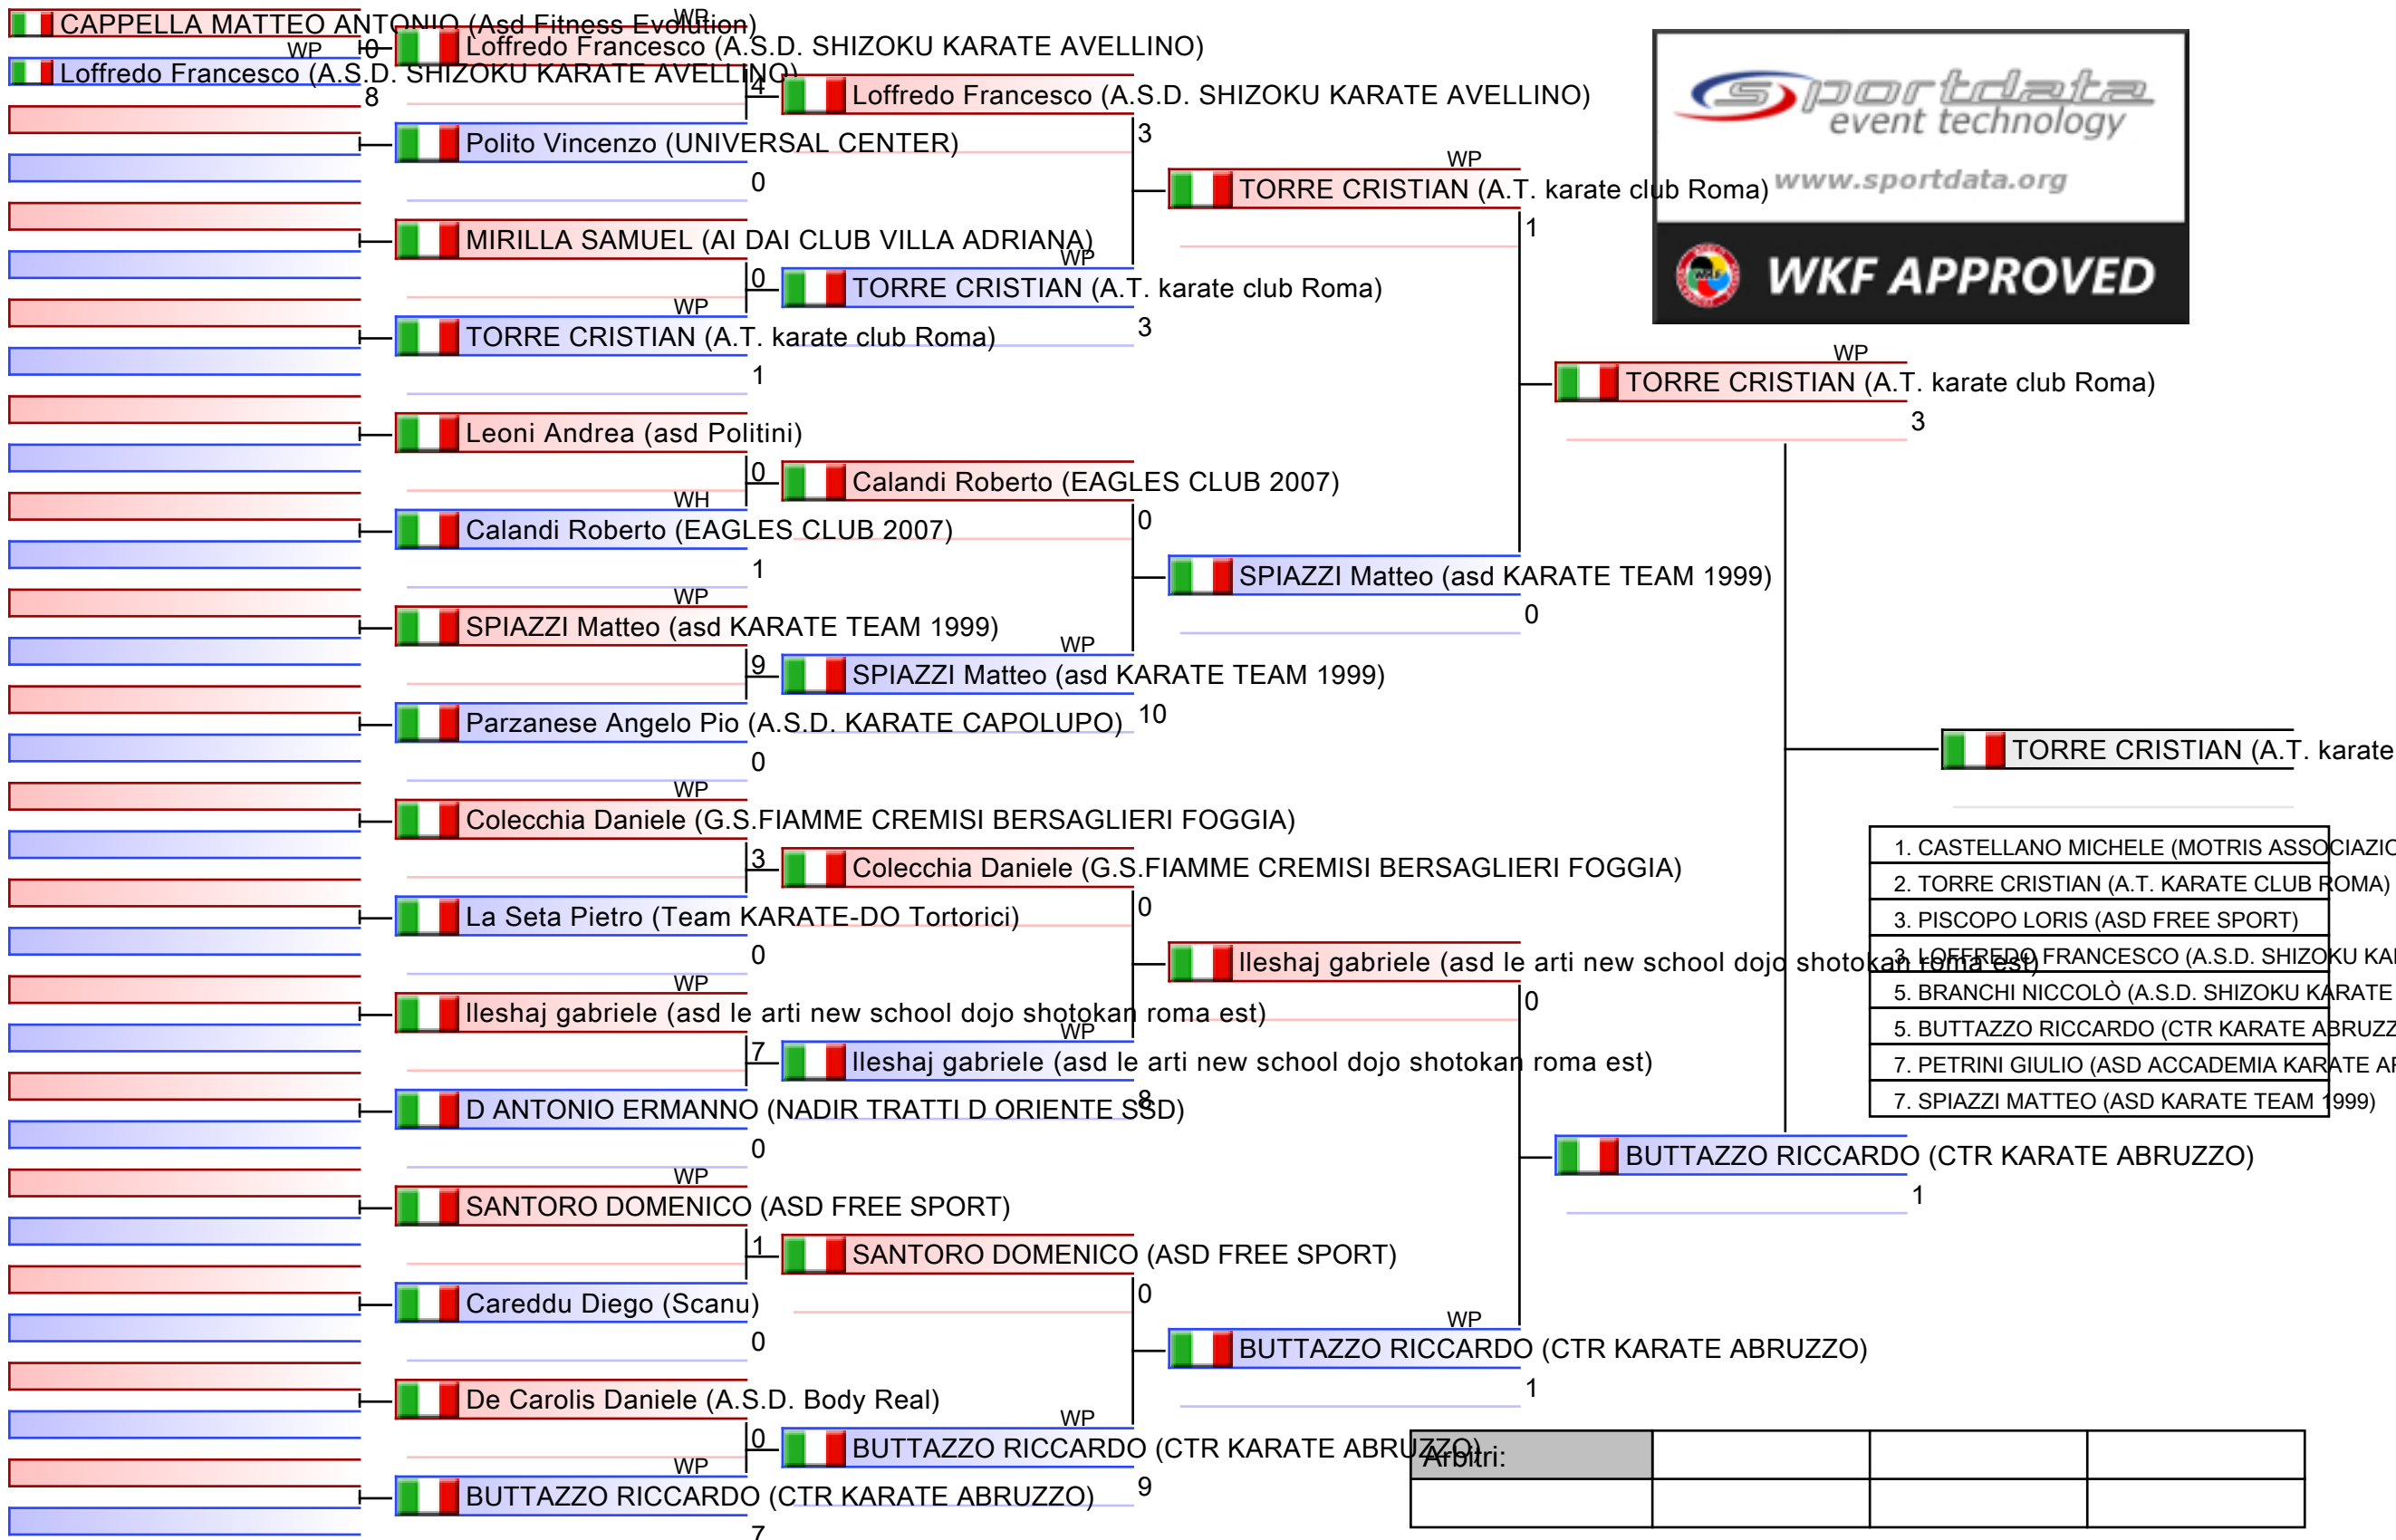 CAPPELLA MATTEO ANTONIO (Asd Fitness Evolution)
0
WP
Loffredo Francesco (A.S.D. SHIZOKU KARATE AVELLINO)
8
WP
Loffredo Francesco (A.S.D. SHIZOKU KARATE AVELLINO)
4
Polito Vincenzo (UNIVERSAL CENTER)
0
MIRILLA SAMUEL (AI DAI CLUB VILLA ADRIANA)
0
WP
TORRE CRISTIAN (A.T. karate club Roma)
1
Leoni Andrea (asd Politini)
0
WH
Calandi Roberto (EAGLES CLUB 2007)
1
WP
SPIAZZI Matteo (asd KARATE TEAM 1999)
9
Parzanese Angelo Pio (A.S.D. KARATE CAPOLUPO)
0
WP
Colecchia Daniele (G.S.FIAMME CREMISI BERSAGLIERI FOGGIA)
3
La Seta Pietro (Team KARATE-DO Tortorici)
0
WP
Ileshaj gabriele (asd le arti new school dojo shotokan roma est)
7
D ANTONIO ERMANNO (NADIR TRATTI D ORIENTE SSD)
0
WP
SANTORO DOMENICO (ASD FREE SPORT)
1
Careddu Diego (Scanu)
0
De Carolis Daniele (A.S.D. Body Real)
0
WP
BUTTAZZO RICCARDO (CTR KARATE ABRUZZO)
7
Loffredo Francesco (A.S.D. SHIZOKU KARATE AVELLINO)
3
WP
TORRE CRISTIAN (A.T. karate club Roma)
3
Calandi Roberto (EAGLES CLUB 2007)
0
WP
SPIAZZI Matteo (asd KARATE TEAM 1999)
10
Colecchia Daniele (G.S.FIAMME CREMISI BERSAGLIERI FOGGIA)
0
WP
Ileshaj gabriele (asd le arti new school dojo shotokan roma est)
8
SANTORO DOMENICO (ASD FREE SPORT)
0
WP
BUTTAZZO RICCARDO (CTR KARATE ABRUZZO)
9
WP
TORRE CRISTIAN (A.T. karate club Roma)
1
SPIAZZI Matteo (asd KARATE TEAM 1999)
0
Ileshaj gabriele (asd le arti new school dojo shotokan roma est)
0
WP
BUTTAZZO RICCARDO (CTR KARATE ABRUZZO)
1
WP
TORRE CRISTIAN (A.T. karate club Roma)
3
BUTTAZZO RICCARDO (CTR KARATE ABRUZZO)
1
TORRE CRISTIAN (A.T. karate
sportdata
event technology
www.sportdata.org
WKF APPROVED
1. CASTELLANO MICHELE (MOTRIS ASSOCIAZIO
2. TORRE CRISTIAN (A.T. KARATE CLUB ROMA)
3. PISCOPO LORIS (ASD FREE SPORT)
3. LOFFREDO FRANCESCO (A.S.D. SHIZOKU KA
5. BRANCHI NICCOLÒ (A.S.D. SHIZOKU KARATE
5. BUTTAZZO RICCARDO (CTR KARATE ABRUZZ
7. PETRINI GIULIO (ASD ACCADEMIA KARATE A
7. SPIAZZI MATTEO (ASD KARATE TEAM 1999)
Arbitri: